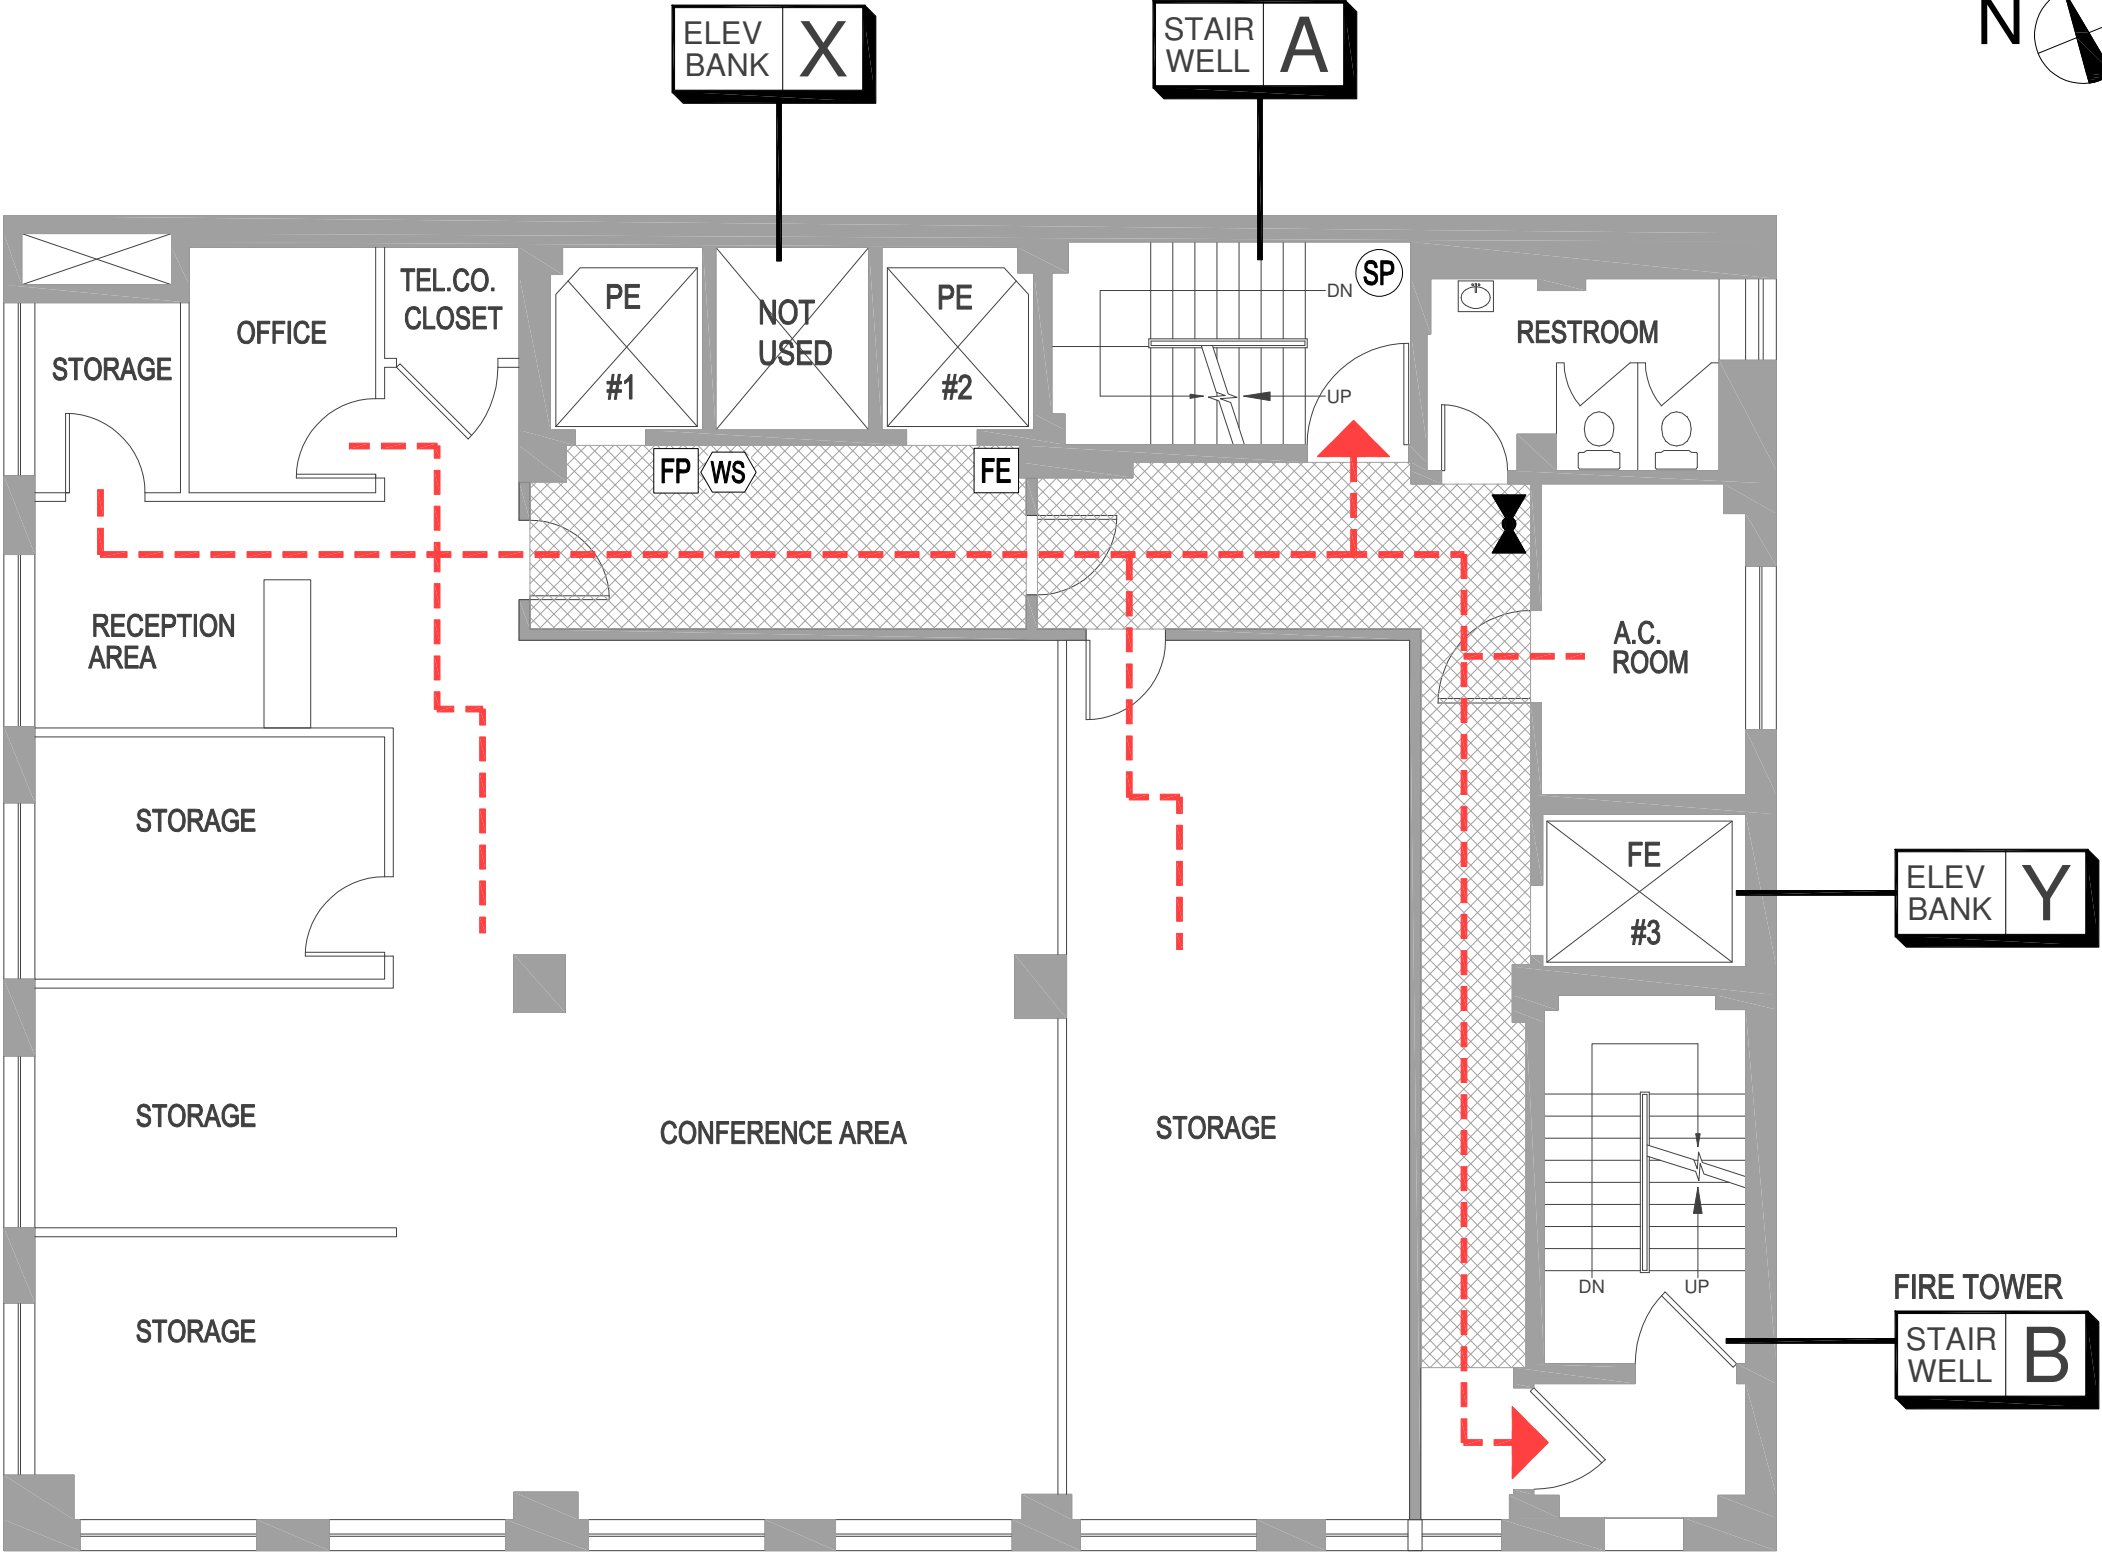 ELEV
BANK
X
STAIR
WELL
A
N
TEL.CO.
CLOSET
OFFICE
STORAGE
PE
#1
NOT
USED
PE
#2
DN
SP
UP
RESTROOM
FP
WS
FE
RECEPTION
AREA
A.C.
ROOM
STORAGE
FE
#3
ELEV
BANK
Y
STORAGE
CONFERENCE AREA
STORAGE
DN
UP
FIRE TOWER
STORAGE
STAIR
WELL
B